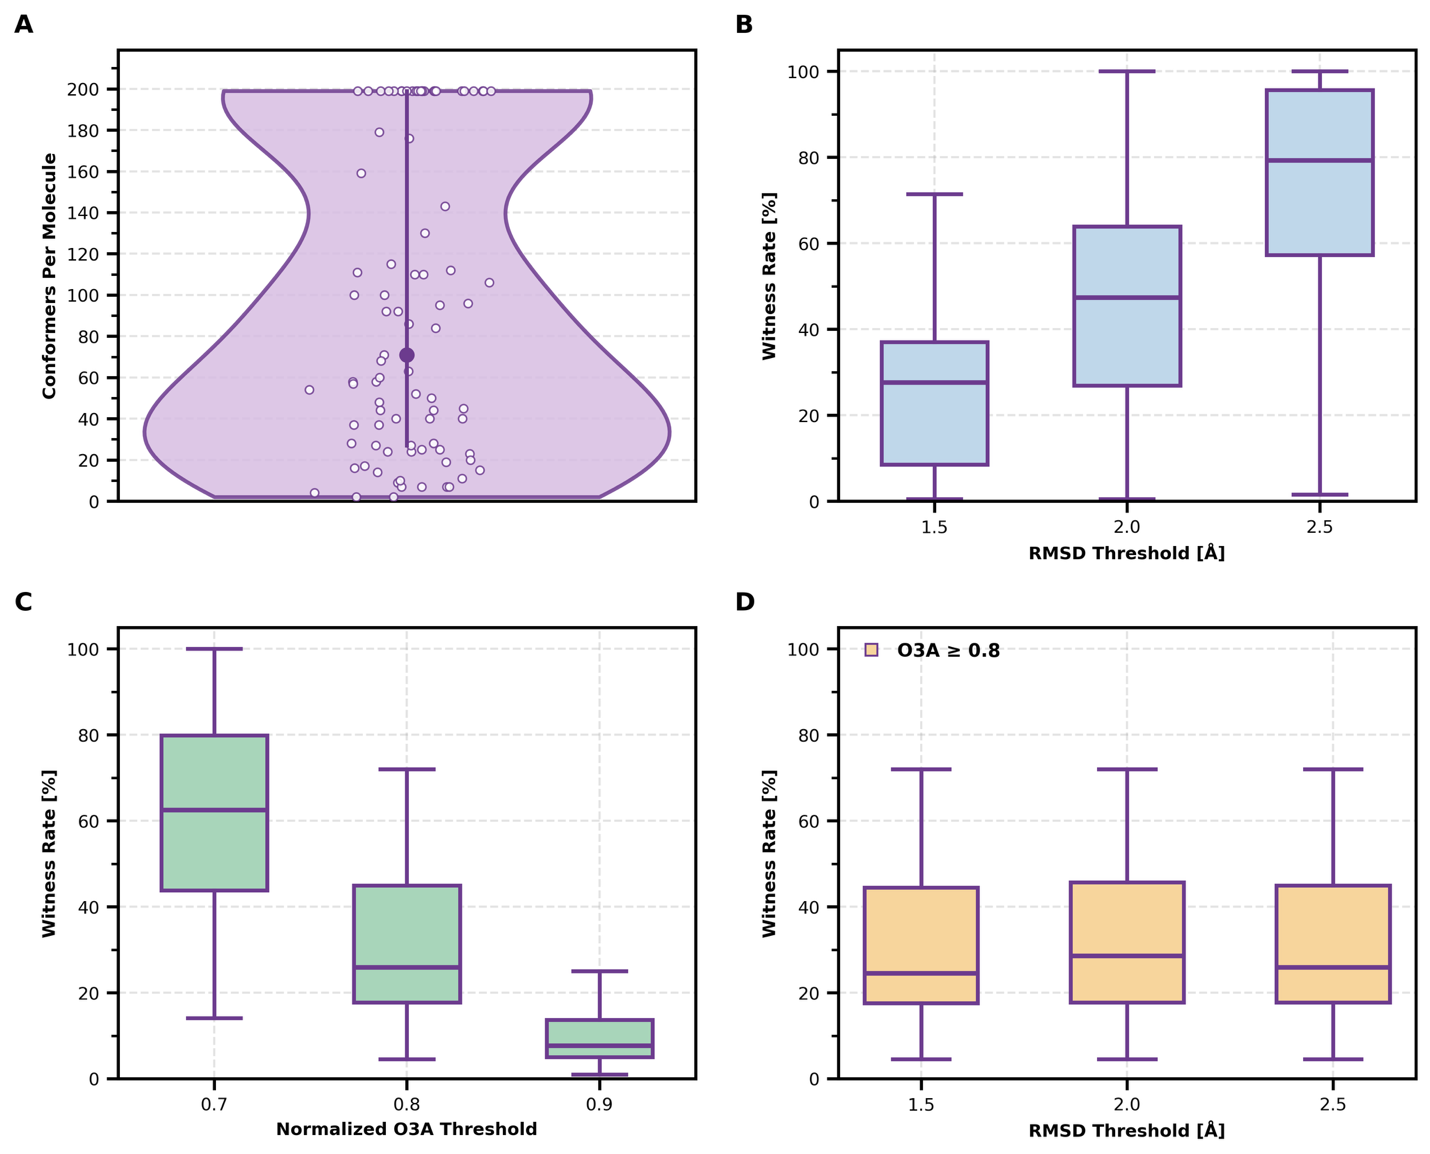 A
Conformers Per Molecule
200
180
160
140
120
100
80
60
40
20
0
B
Witness Rate [%]
100
80
60
40
20
0
1.5 2.0 2.5
RMSD Threshold [Å]
C
Witness Rate [%]
100
80
60
40
20
0
0.7 0.8 0.9
Normalized O3A Threshold
D
Witness Rate [%]
100
80
60
40
20
0
O3A ≥ 0.8
1.5 2.0 2.5
RMSD Threshold [Å]